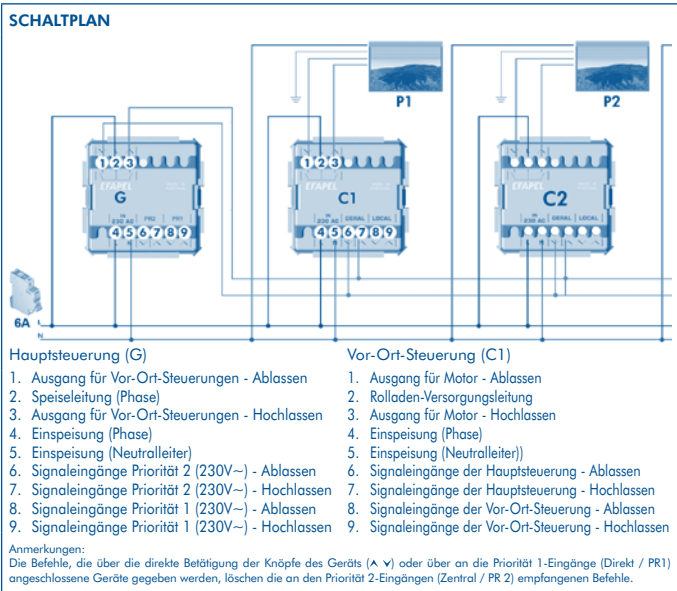 SCHALTPLAN
P1
P2
1 2 3
EFAPEL
G
IN
230 AC
PR2
PR1
4 5 6 7 8 9
1 2 3
EFAPEL
C1
IN
230 AC
GERAL
LOCAL
4 5 6 7 8 9
EFAPEL
C2
IN
230 AC
GERAL
LOCAL
6A
L
N
Hauptsteuerung (G)
1. Ausgang für Vor-Ort-Steuerungen - Ablassen
2. Speiseleitung (Phase)
3. Ausgang für Vor-Ort-Steuerungen - Hochlassen
4. Einspeisung (Phase)
5. Einspeisung (Neutralleiter)
6. Signaleingänge Priorität 2 (230V~) - Ablassen
7. Signaleingänge Priorität 2 (230V~) - Hochlassen
8. Signaleingänge Priorität 1 (230V~) - Ablassen
9. Signaleingänge Priorität 1 (230V~) - Hochlassen
Vor-Ort-Steuerung (C1)
1. Ausgang für Motor - Ablassen
2. Rolladen-Versorgungsleitung
3. Ausgang für Motor - Hochlassen
4. Einspeisung (Phase)
5. Einspeisung (Neutralleiter))
6. Signaleingänge der Hauptsteuerung - Ablassen
7. Signaleingänge der Hauptsteuerung - Hochlassen
8. Signaleingänge der Vor-Ort-Steuerung - Ablassen
9. Signaleingänge der Vor-Ort-Steuerung - Hochlassen
Anmerkungen:
Die Befehle, die über die direkte Betätigung der Knöpfe des Geräts (∧ ∨) oder über an die Priorität 1-Eingänge (Direkt / PR1)
angeschlossene Geräte gegeben werden, löschen die an den Priorität 2-Eingängen (Zentral / PR 2) empfangenen Befehle.